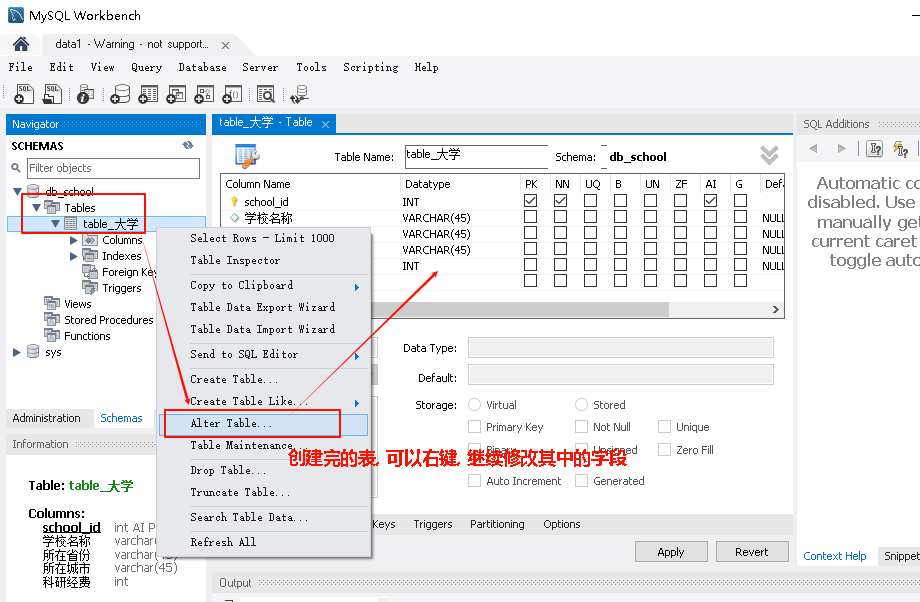 MySQL Workbench
data1 - Warning - not support...
File Edit View Query Database Server Tools Scripting Help
Navigator
SCHEMAS
Filter objects
db_school
Tables
table_大学
Columns
Indexes
Foreign Key
Triggers
Views
Stored Procedures
Functions
sys
Administration Schemas
Information
Table: table_大学
Columns:
school_id int AI P
学校名称 varchar
所在省份 varchar(45)
所在城市 varchar(45)
科研经费 int
Select Rows - Limit 1000
Table Inspector
Copy to Clipboard
Table Data Export Wizard
Table Data Import Wizard
Send to SQL Editor
Create Table...
Create Table Like...
Alter Table...
Table Maintenance
Drop Table...
Truncate Table...
Search Table Data...
Refresh All
table_大学 - Table
Table Name: table_大学 Schema: db_school
Column Name Datatype PK NN UQ B UN ZF AI G Defa
school_id INT
学校名称 VARCHAR(45) NULL
VARCHAR(45) NULL
VARCHAR(45) NULL
INT NULL
Data Type:
Default:
Storage: Virtual Stored
Primary Key Not Null Unique
Binary Unsigned Zero Fill
Auto Increment Generated
创建完的表, 可以右键, 继续修改其中的字段
Keys Triggers Partitioning Options
Apply Revert
Output
SQL Additions
Automatic co
disabled. Use
manually get
current caret
toggle auto
Context Help Snippet